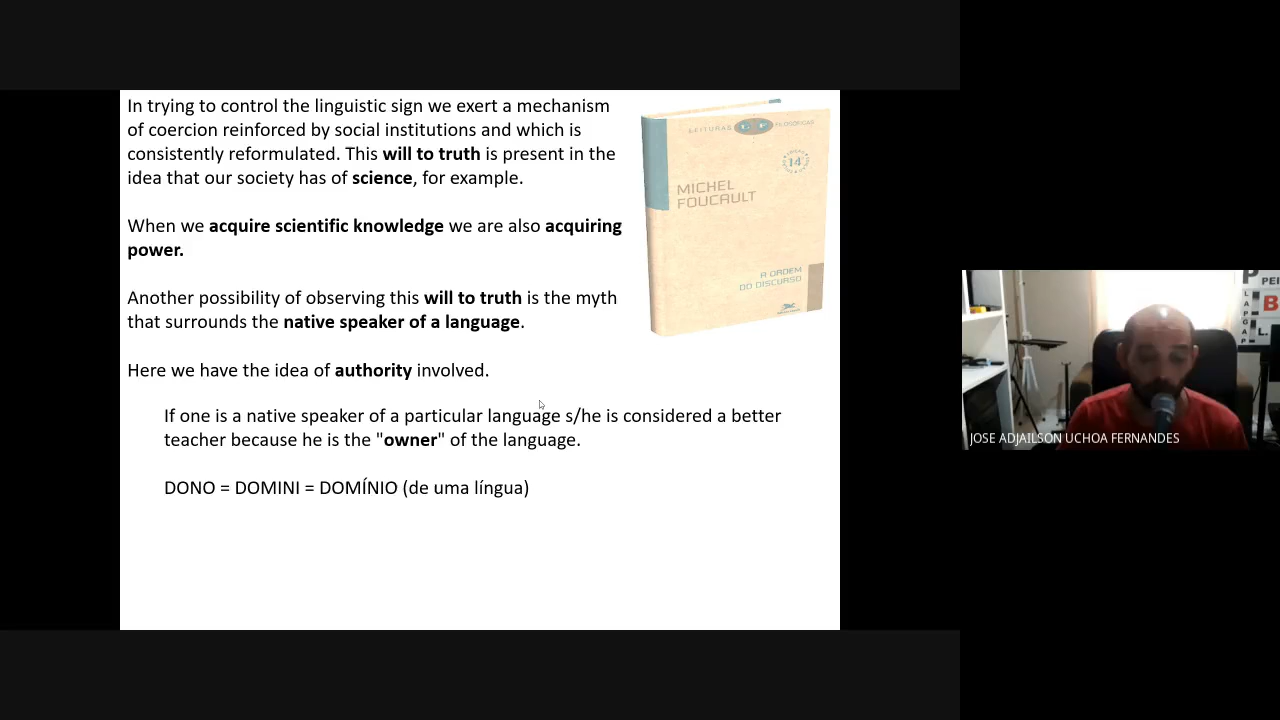 In trying to control the linguistic sign we exert a mechanism
of coercion reinforced by social institutions and which is
consistently reformulated. This will to truth is present in the
idea that our society has of science, for example.
When we acquire scientific knowledge we are also acquiring
power.
Another possibility of observing this will to truth is the myth
that surrounds the native speaker of a language.
Here we have the idea of authority involved.
If one is a native speaker of a particular language s/he is considered a better
teacher because he is the "owner" of the language.
DONO = DOMINI = DOMÍNIO (de uma língua)
LEITURAS FILOSÓFICAS
14ª
MICHEL
FOUCAULT
A ORDEM
DO DISCURSO
JOSE ADJAILSON UCHOA FERNANDES